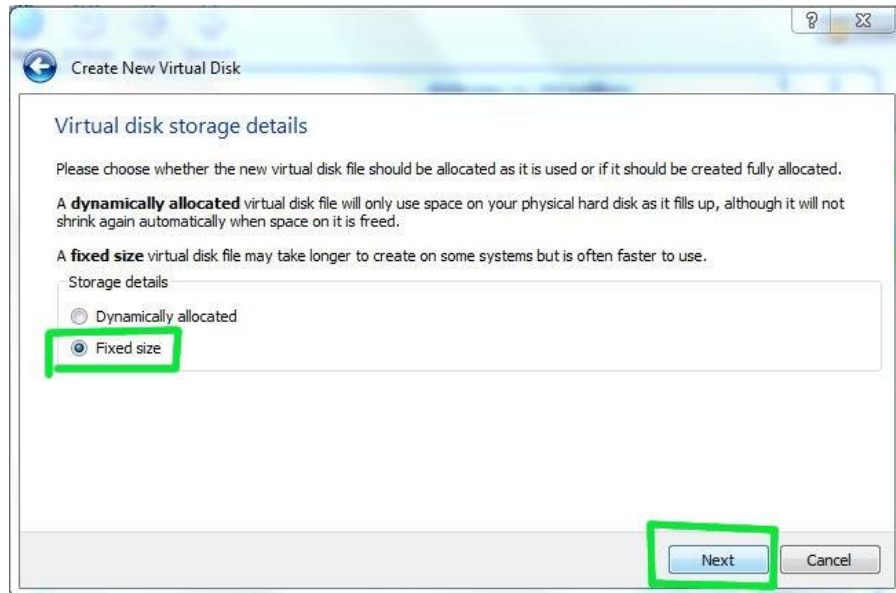 Create New Virtual Disk
Virtual disk storage details
Please choose whether the new virtual disk file should be allocated as it is used or if it should be created fully allocated.
A dynamically allocated virtual disk file will only use space on your physical hard disk as it fills up, although it will not
shrink again automatically when space on it is freed.
A fixed size virtual disk file may take longer to create on some systems but is often faster to use.
Storage details
Dynamically allocated
Fixed size
Next Cancel